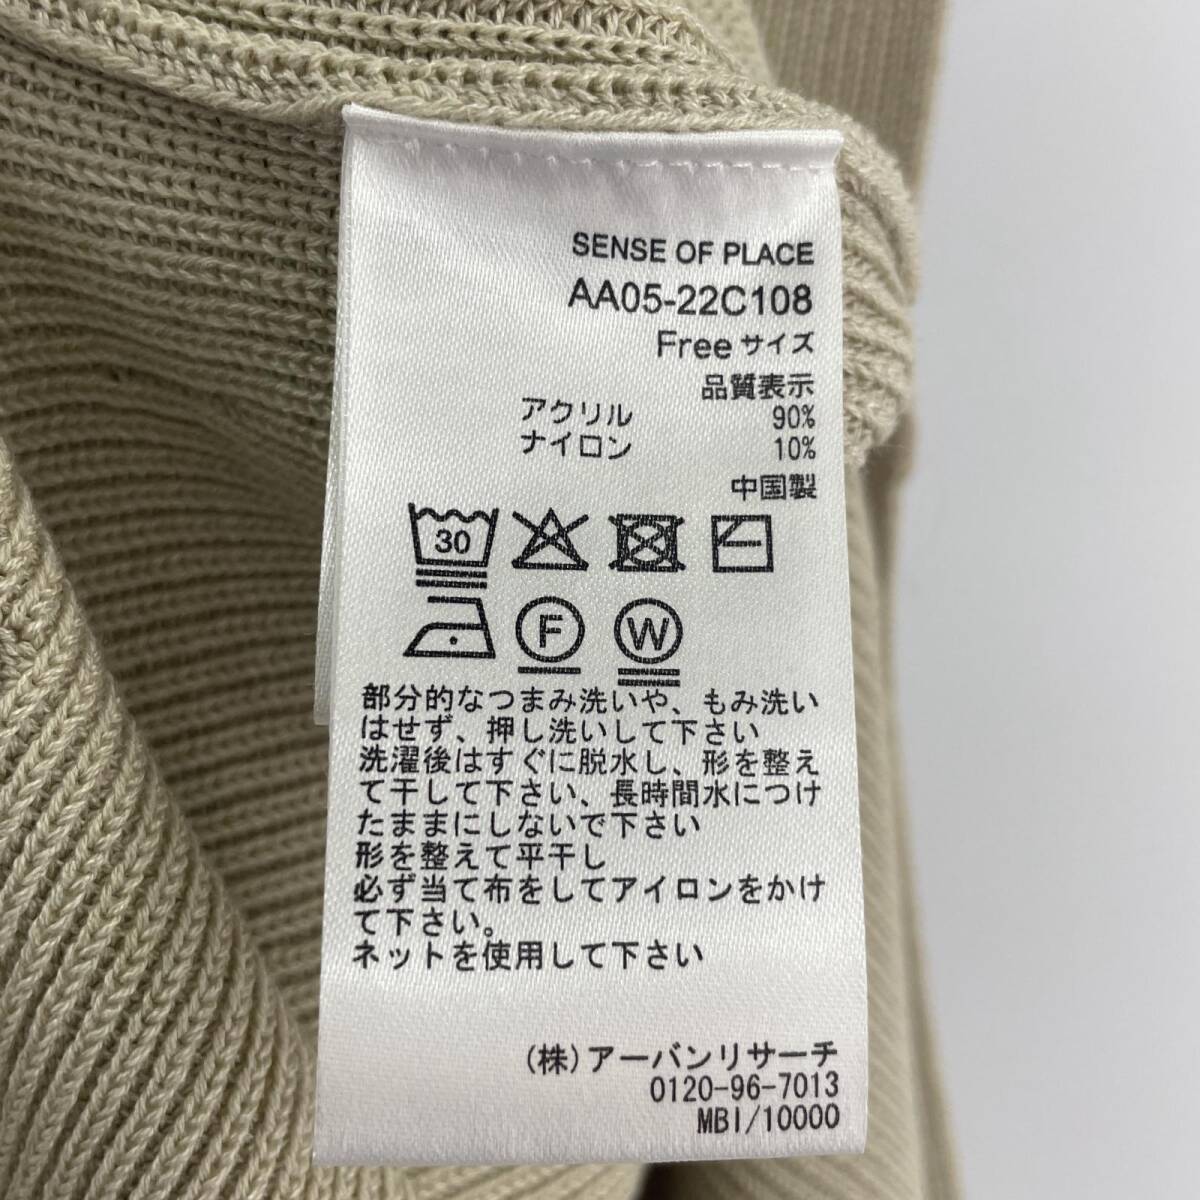 SENSE OF PLACE
AA05-22C108
Freeサイズ
品質表示
アクリル 90%
ナイロン 10%
中国製
30
F W
部分的なつまみ洗いや、もみ洗い
はせず、押し洗いして下さい
洗濯後はすぐに脱水し、形を整え
て干して下さい、長時間水につけ
たままにしないで下さい
形を整えて平干し
必ず当て布をしてアイロンをかけ
て下さい。
ネットを使用して下さい
(株)アーバンリサーチ
0120-96-7013
MBI/10000